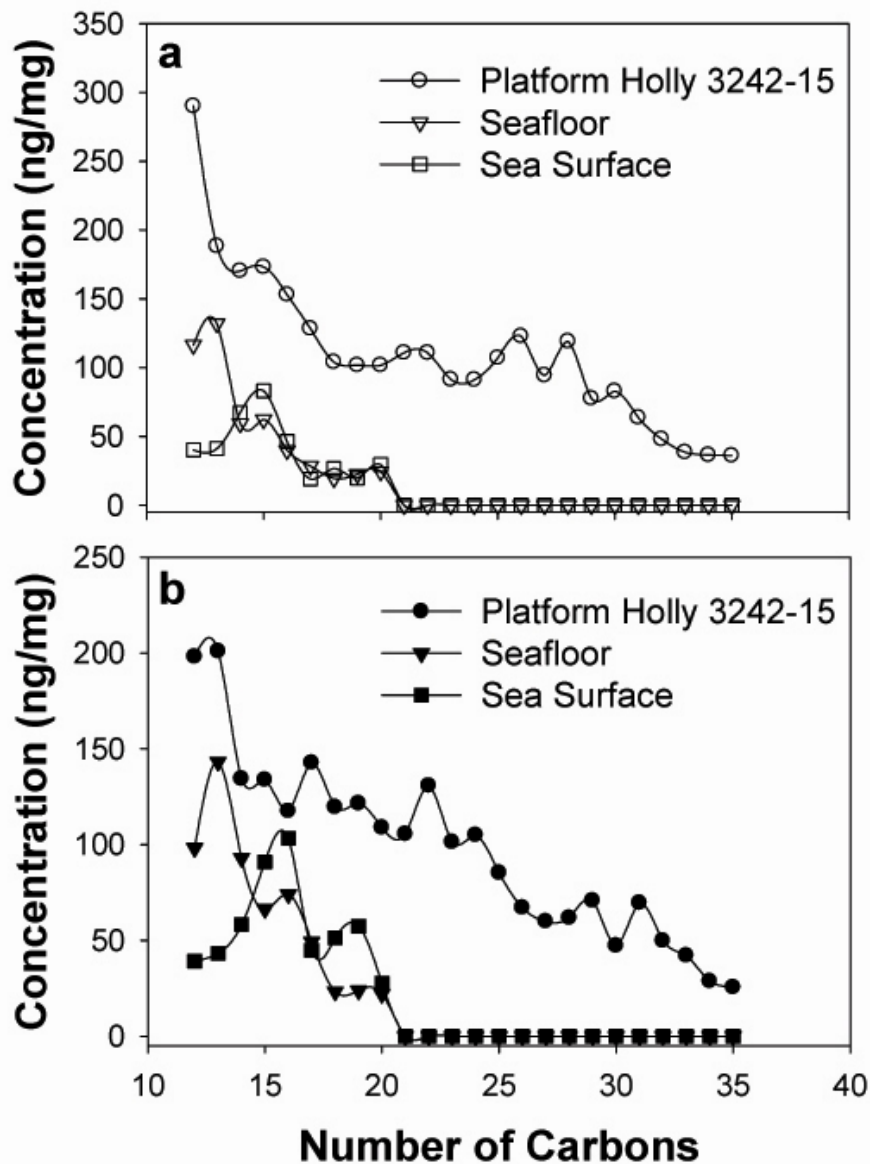 a
Concentration (ng/mg)
350
300
250
200
150
100
50
0
Platform Holly 3242-15
Seafloor
Sea Surface
b
Concentration (ng/mg)
250
200
150
100
50
0
Platform Holly 3242-15
Seafloor
Sea Surface
10 15 20 25 30 35 40
Number of Carbons